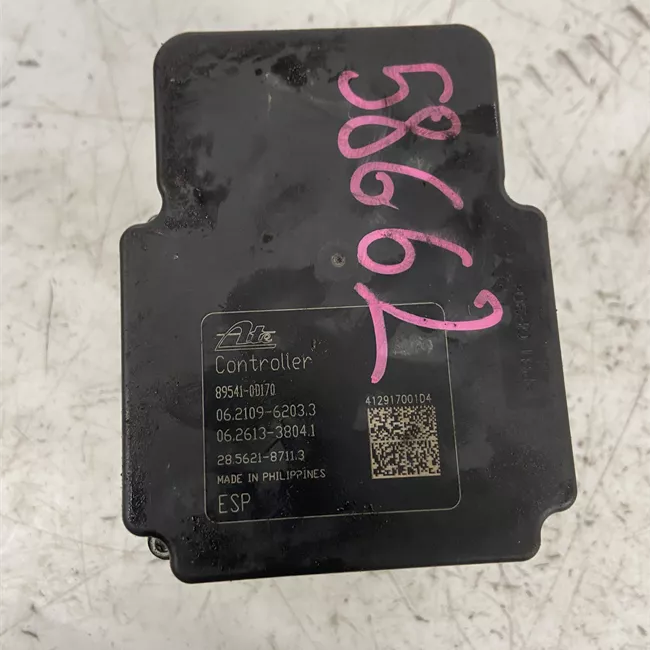 58662
Ate
Controller
89541-0D170
06.2109-6203.3
06.2613-3804.1
28.5621-8711.3
MADE IN PHILIPPINES
ESP
412917001D4